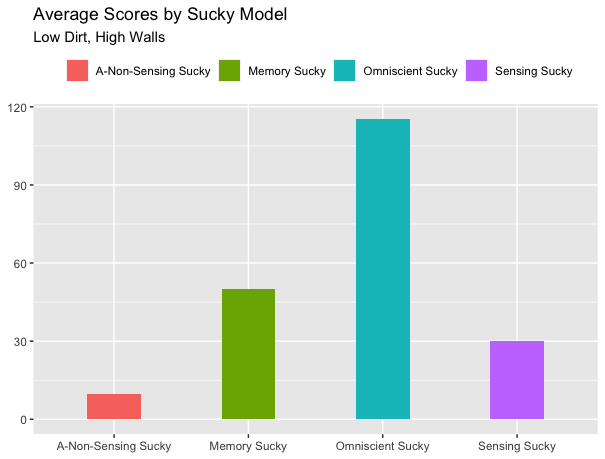 Average Scores by Sucky Model
Low Dirt, High Walls
A-Non-Sensing Sucky Memory Sucky Omniscient Sucky Sensing Sucky
120
90
60
30
0
A-Non-Sensing Sucky Memory Sucky Omniscient Sucky Sensing Sucky